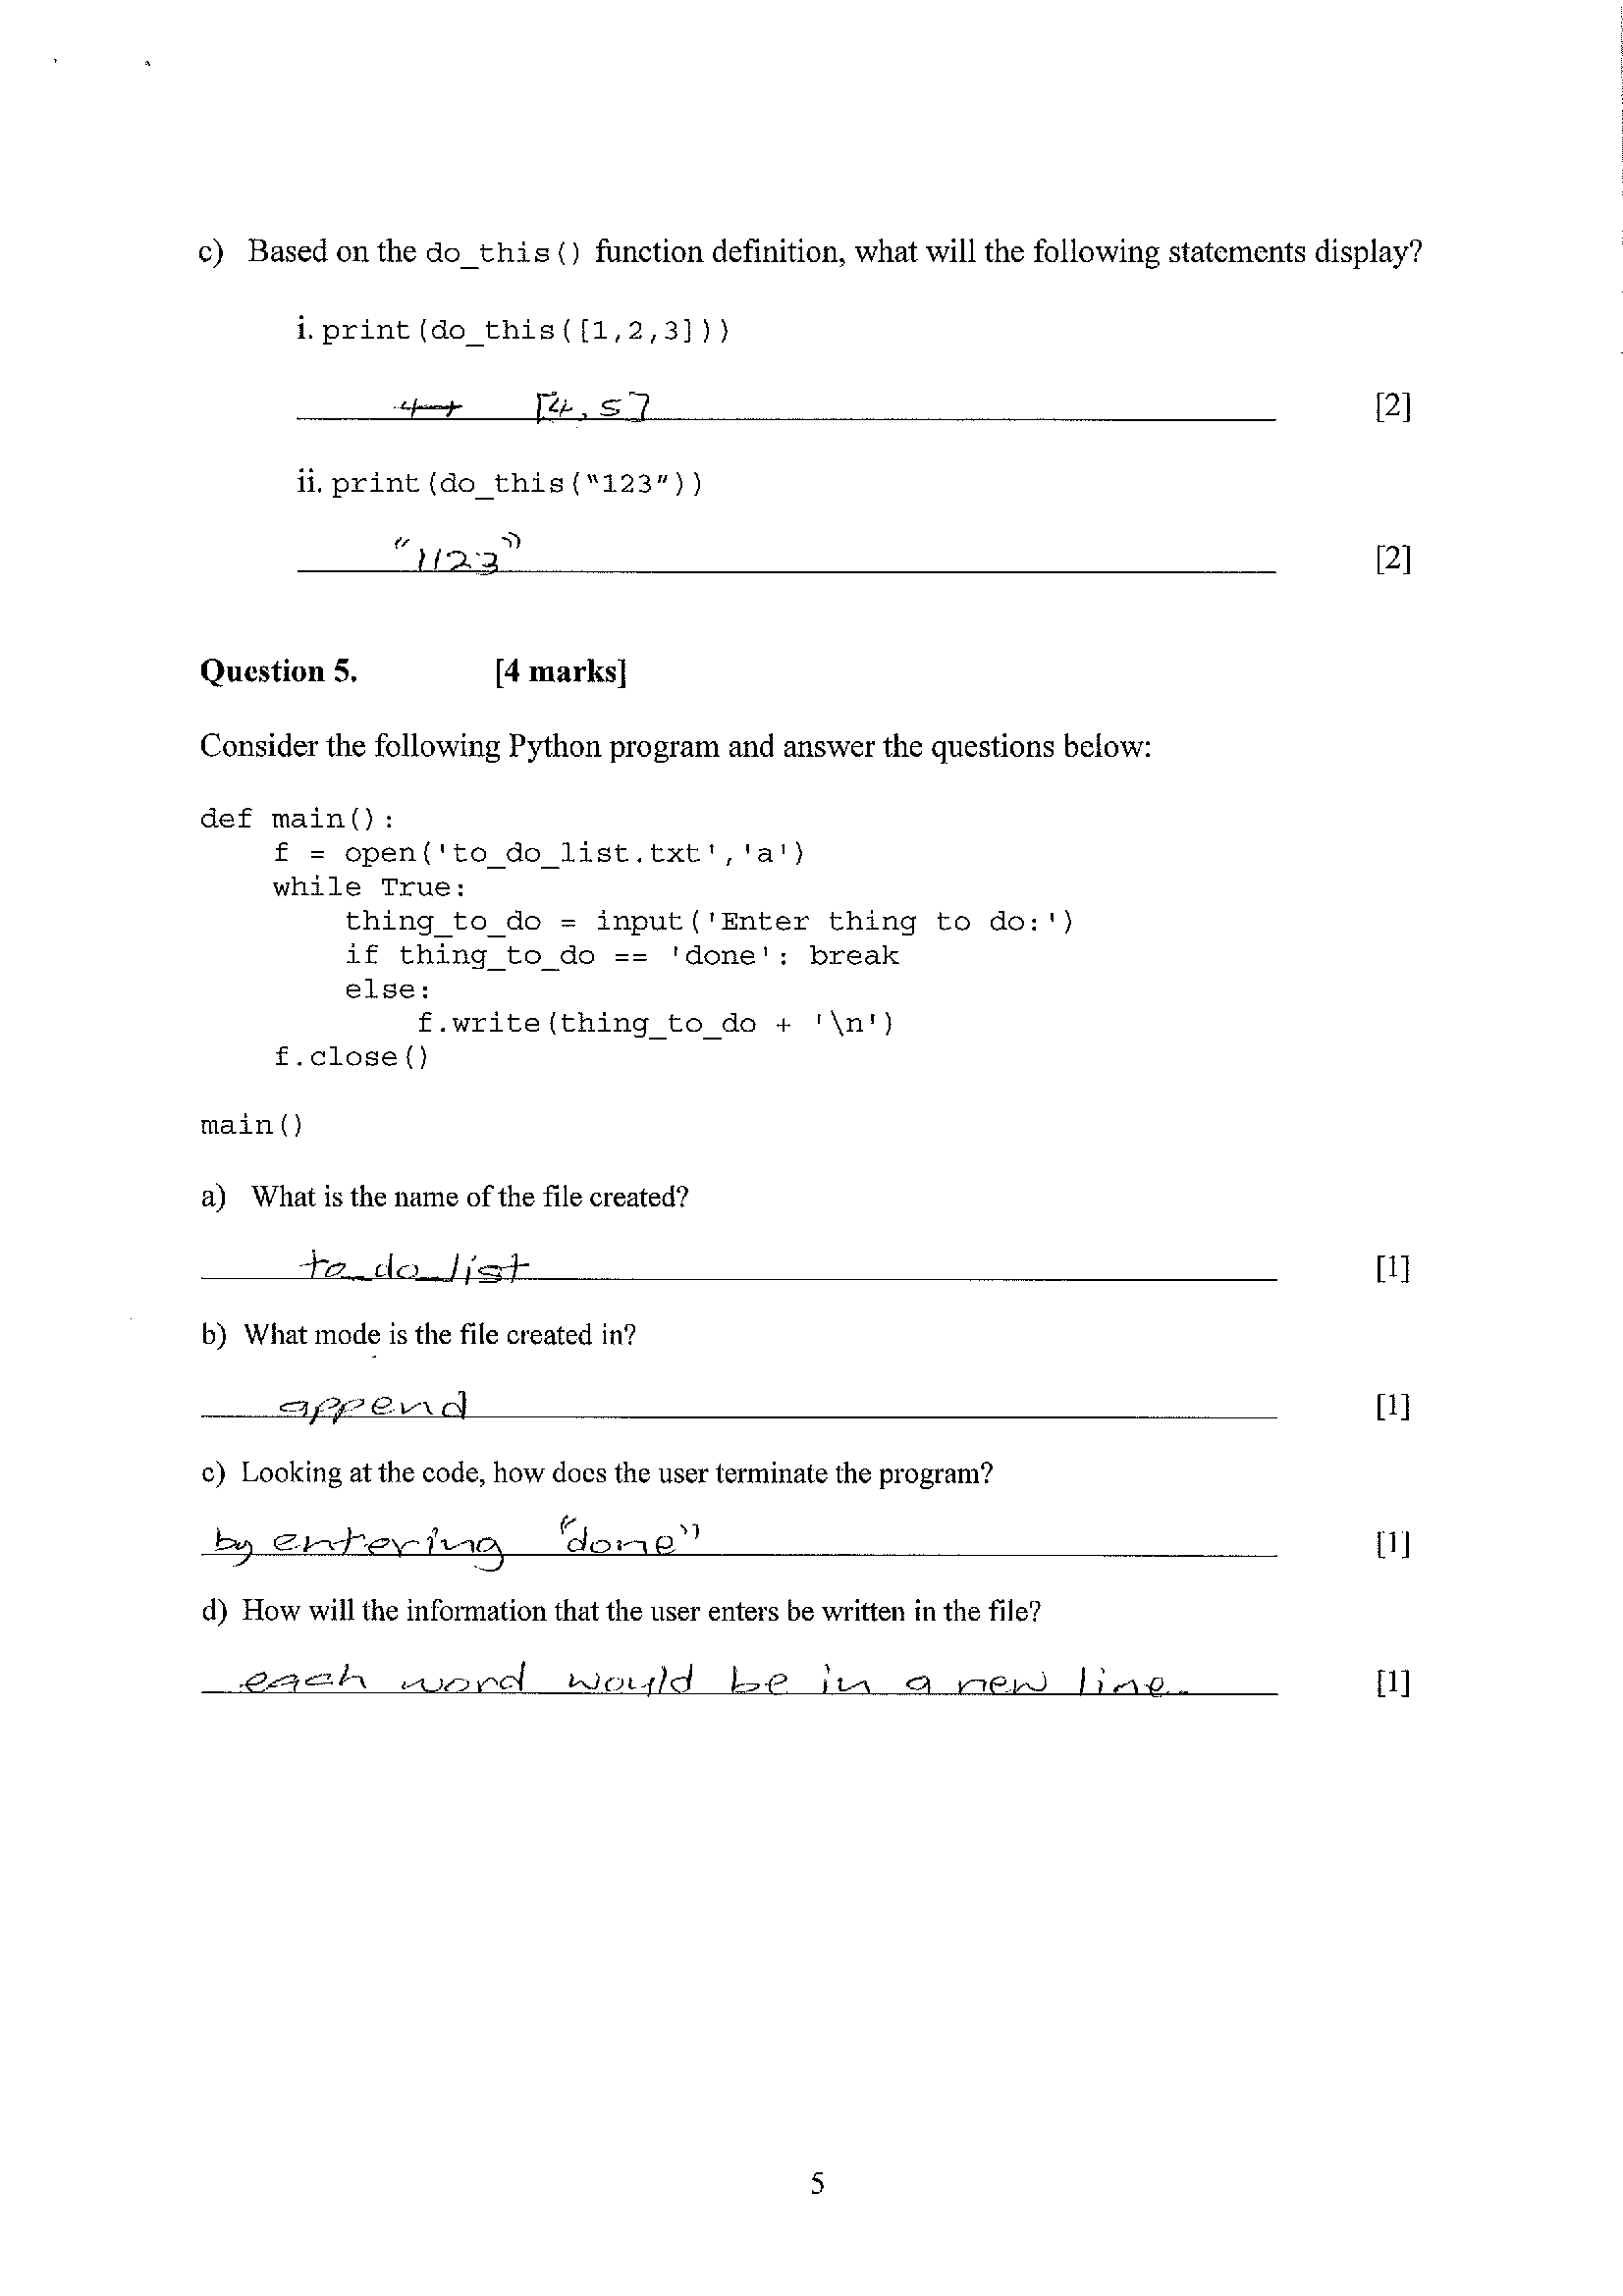 c) Based on the do_this() function definition, what will the following statements display?
i. print(do_this([1,2,3]))
[4,5] [2]
ii. print(do_this("123"))
"1123" [2]
Question 5. [4 marks]
Consider the following Python program and answer the questions below:
def main():
    f = open('to_do_list.txt','a')
    while True:
        thing_to_do = input('Enter thing to do:')
        if thing_to_do == 'done': break
        else:
            f.write(thing_to_do + '\n')
    f.close()
main()
a) What is the name of the file created?
to_do_list [1]
b) What mode is the file created in?
append [1]
c) Looking at the code, how does the user terminate the program?
by entering "done" [1]
d) How will the information that the user enters be written in the file?
each word would be in a new line. [1]
5